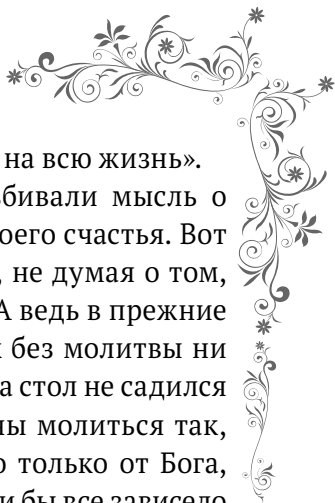 на всю жизнь».
бивали мысль о
оего счастья. Вот
, не думая о том,
А ведь в прежние
без молитвы ни
а стол не садился
ны молиться так,
о только от Бога,
и бы все зависело